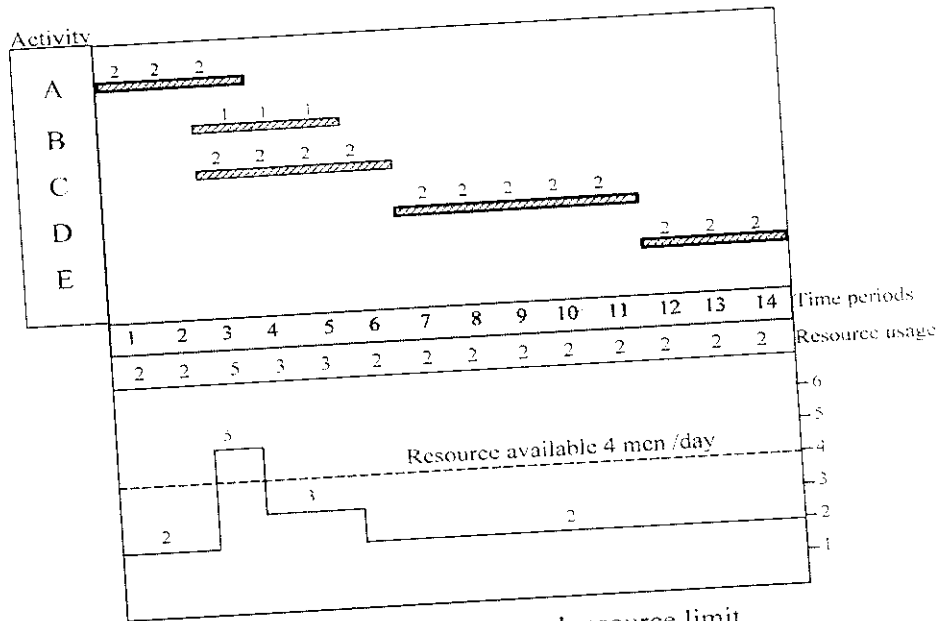 Activity
A 2 2 2
B 1 1 1
C 2 2 2 2
D 2 2 2 2 2
E 2 2 2
1 2 3 4 5 6 7 8 9 10 11 12 13 14 Time periods
2 2 5 3 3 2 2 2 2 2 2 2 2 2 Resource usage
6
5
5
Resource available 4 men /day
4
3
3
2
2
2
1
resource limit